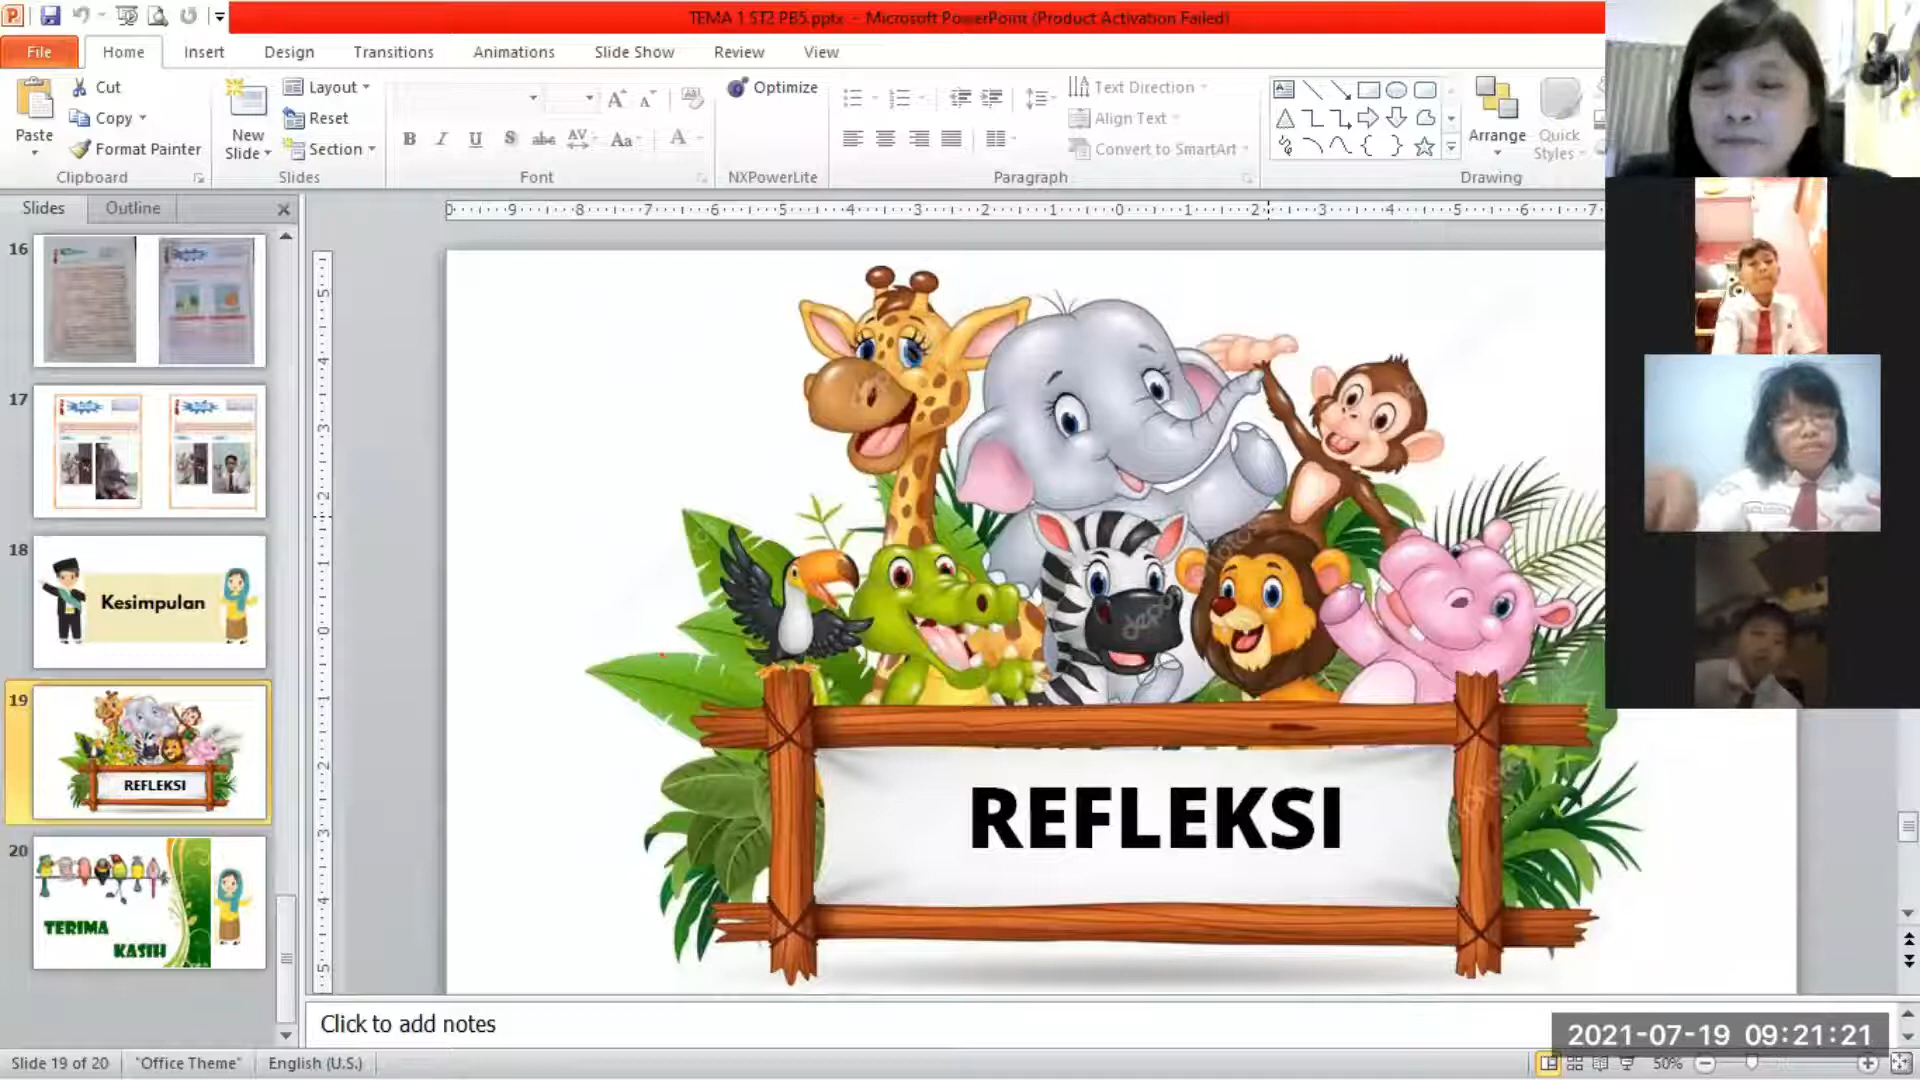 TEMA 1 ST2 PB5.pptx - Microsoft PowerPoint (Product Activation Failed)
File Home Insert Design Transitions Animations Slide Show Review View
Paste
Cut
Copy
Format Painter
Clipboard
New Slide
Layout
Reset
Section
Slides
B I U S abc AV Aa A
Font
Optimize
NXPowerLite
Text Direction
Align Text
Convert to SmartArt
Paragraph
Arrange
Quick Styles
Drawing
Slides Outline
16
17
18
Kesimpulan
19
REFLEKSI
20
TERIMA
KASIH
REFLEKSI
Click to add notes
2021-07-19 09:21:21
Slide 19 of 20 "Office Theme" English (U.S.) 50%